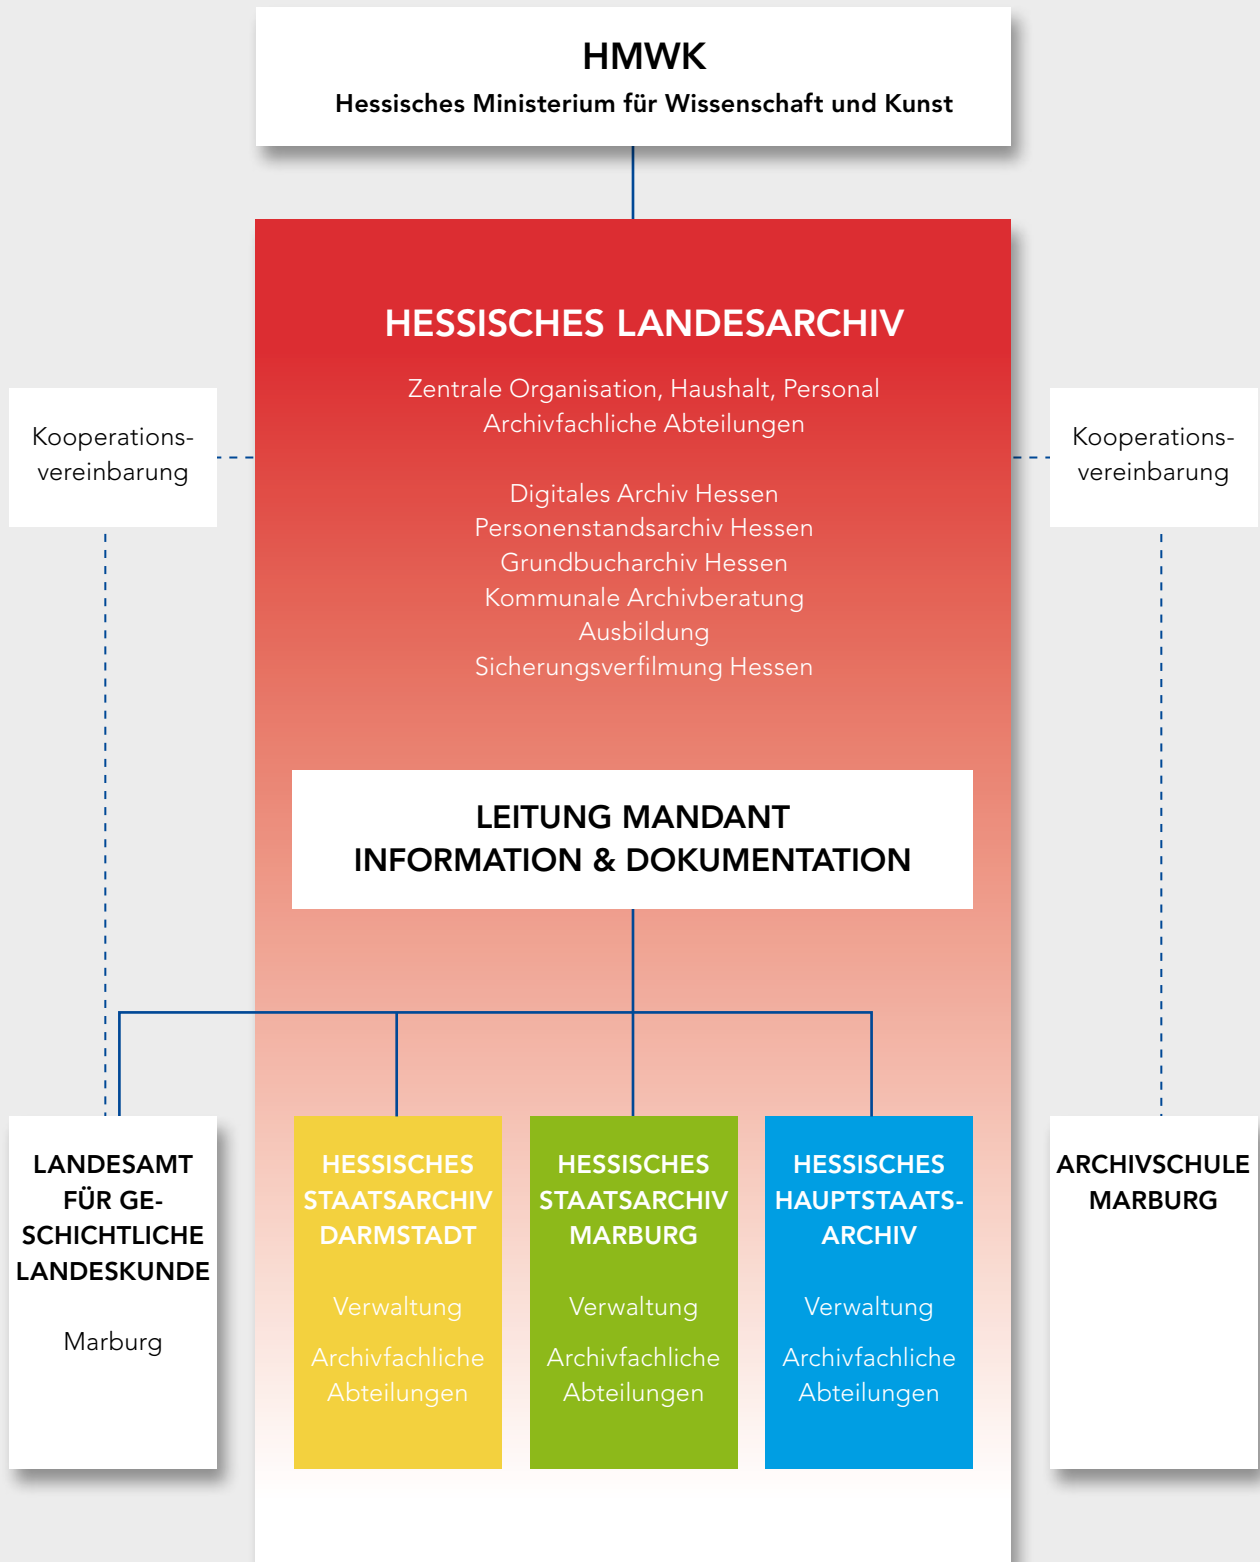 HMWK
Hessisches Ministerium für Wissenschaft und Kunst
HESSISCHES LANDESARCHIV
Zentrale Organisation, Haushalt, Personal
Archivfachliche Abteilungen
Digitales Archiv Hessen
Personenstandsarchiv Hessen
Grundbucharchiv Hessen
Kommunale Archivberatung
Ausbildung
Sicherungsverfilmung Hessen
Kooperations-
vereinbarung
Kooperations-
vereinbarung
LEITUNG MANDANT
INFORMATION & DOKUMENTATION
LANDESAMT
FÜR GE-
SCHICHTLICHE
LANDESKUNDE
Marburg
HESSISCHES
STAATSARCHIV
DARMSTADT
Verwaltung
Archivfachliche
Abteilungen
HESSISCHES
STAATSARCHIV
MARBURG
Verwaltung
Archivfachliche
Abteilungen
HESSISCHES
HAUPTSTAATS-
ARCHIV
Verwaltung
Archivfachliche
Abteilungen
ARCHIVSCHULE
MARBURG